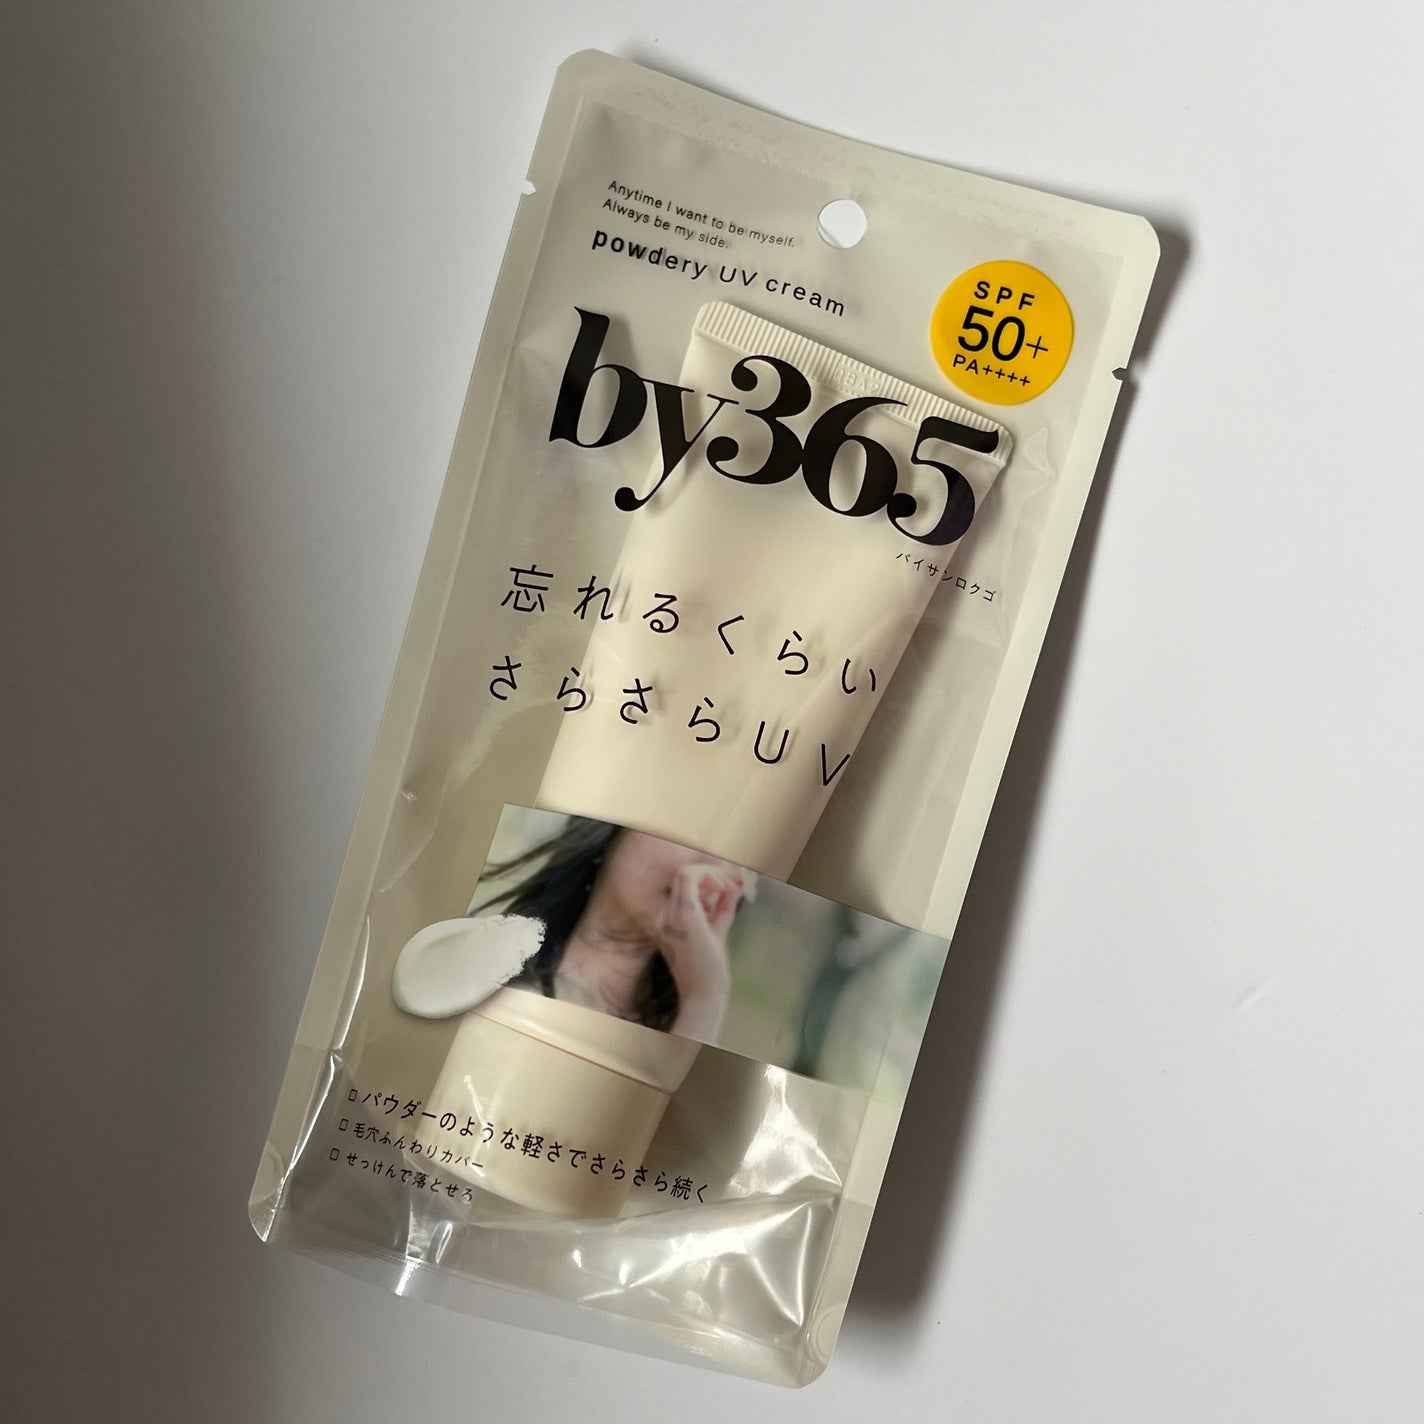 Anytime I want to be myself.
Always be my side.
powdery UV cream
SPF
50+
PA++++
by365
バイサンロクゴ
忘れるくらい
さらさらUV
パウダーのような軽さでさらさら続く
毛穴ふんわりカバー
せっけんで落とせる